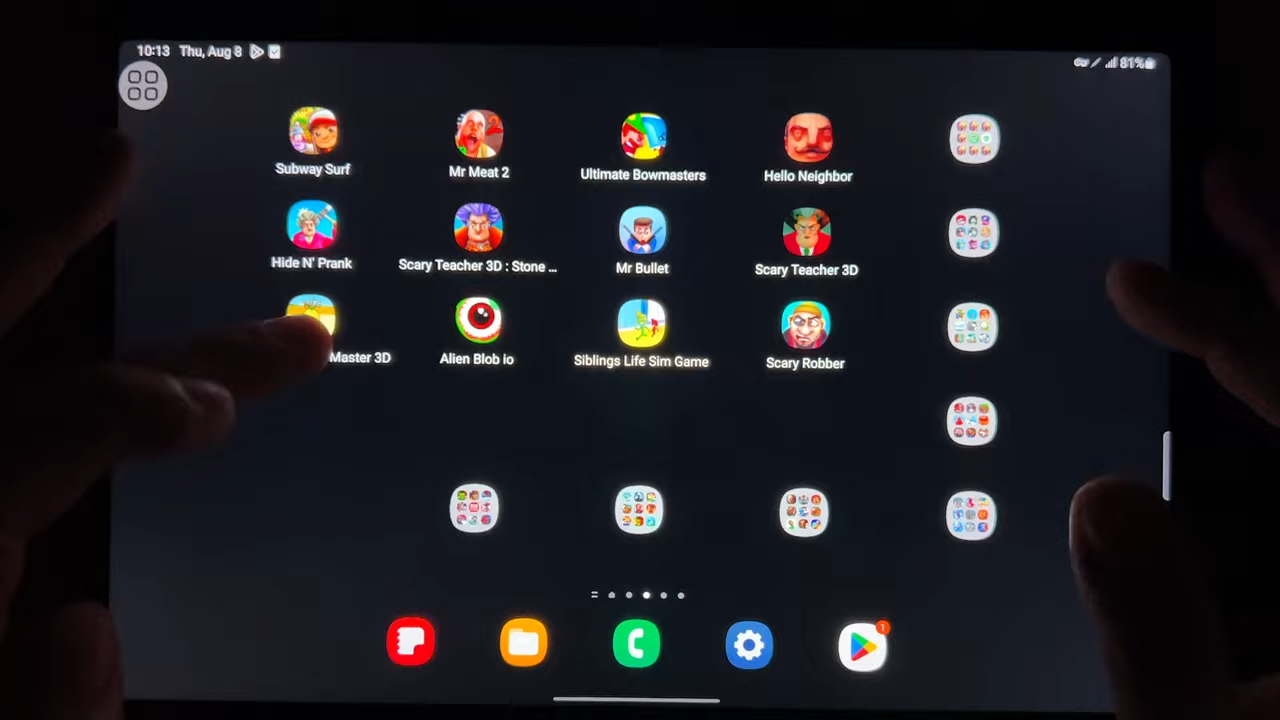 10:13 Thu, Aug 8
81%
Subway Surf
Mr Meat 2
Ultimate Bowmasters
Hello Neighbor
Hide N' Prank
Scary Teacher 3D : Stone ...
Mr Bullet
Scary Teacher 3D
Master 3D
Alien Blob io
Siblings Life Sim Game
Scary Robber
1